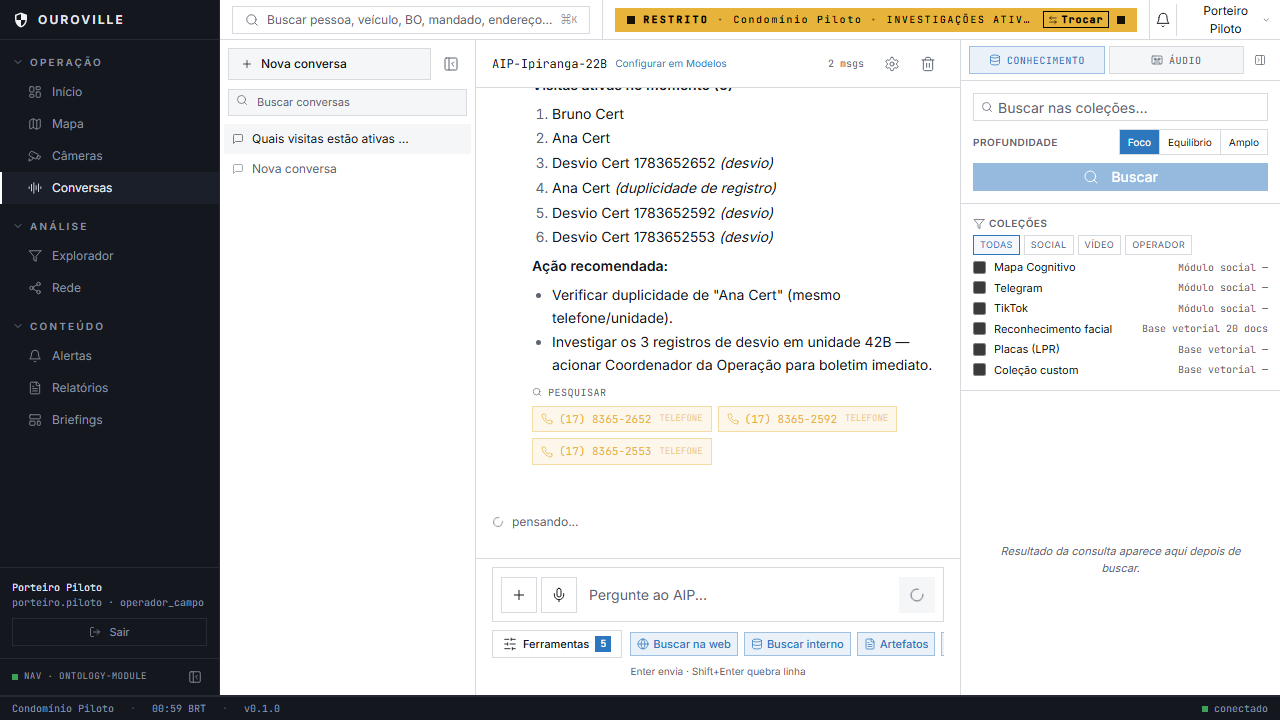 OUROVILLE
Buscar pessoa, veículo, BO, mandado, endereço... ⌘K
RESTRITO · Condomínio Piloto · INVESTIGAÇÕES ATIV… Trocar
Porteiro Piloto
OPERAÇÃO
Início
Mapa
Câmeras
Conversas
ANÁLISE
Explorador
Rede
CONTEÚDO
Alertas
Relatórios
Briefings
Porteiro Piloto
porteiro.piloto · operador_campo
Sair
NAV · ONTOLOGY-MODULE
Nova conversa
Buscar conversas
Quais visitas estão ativas ...
Nova conversa
AIP-Ipiranga-22B Configurar em Modelos 2 msgs
Visitas ativas no momento (6)
1. Bruno Cert
2. Ana Cert
3. Desvio Cert 1783652652 (desvio)
4. Ana Cert (duplicidade de registro)
5. Desvio Cert 1783652592 (desvio)
6. Desvio Cert 1783652553 (desvio)
Ação recomendada:
• Verificar duplicidade de "Ana Cert" (mesmo
telefone/unidade).
• Investigar os 3 registros de desvio em unidade 42B —
acionar Coordenador da Operação para boletim imediato.
PESQUISAR
(17) 8365-2652 TELEFONE (17) 8365-2592 TELEFONE
(17) 8365-2553 TELEFONE
pensando...
Pergunte ao AIP...
Ferramentas 5 Buscar na web Buscar interno Artefatos
Enter envia · Shift+Enter quebra linha
CONHECIMENTO ÁUDIO
Buscar nas coleções...
PROFUNDIDADE Foco Equilíbrio Amplo
Buscar
COLEÇÕES
TODAS SOCIAL VÍDEO OPERADOR
Mapa Cognitivo Módulo social —
Telegram Módulo social —
TikTok Módulo social —
Reconhecimento facial Base vetorial 20 docs
Placas (LPR) Base vetorial —
Coleção custom Base vetorial —
Resultado da consulta aparece aqui depois de
buscar.
Condomínio Piloto · 00:59 BRT · v0.1.0
conectado